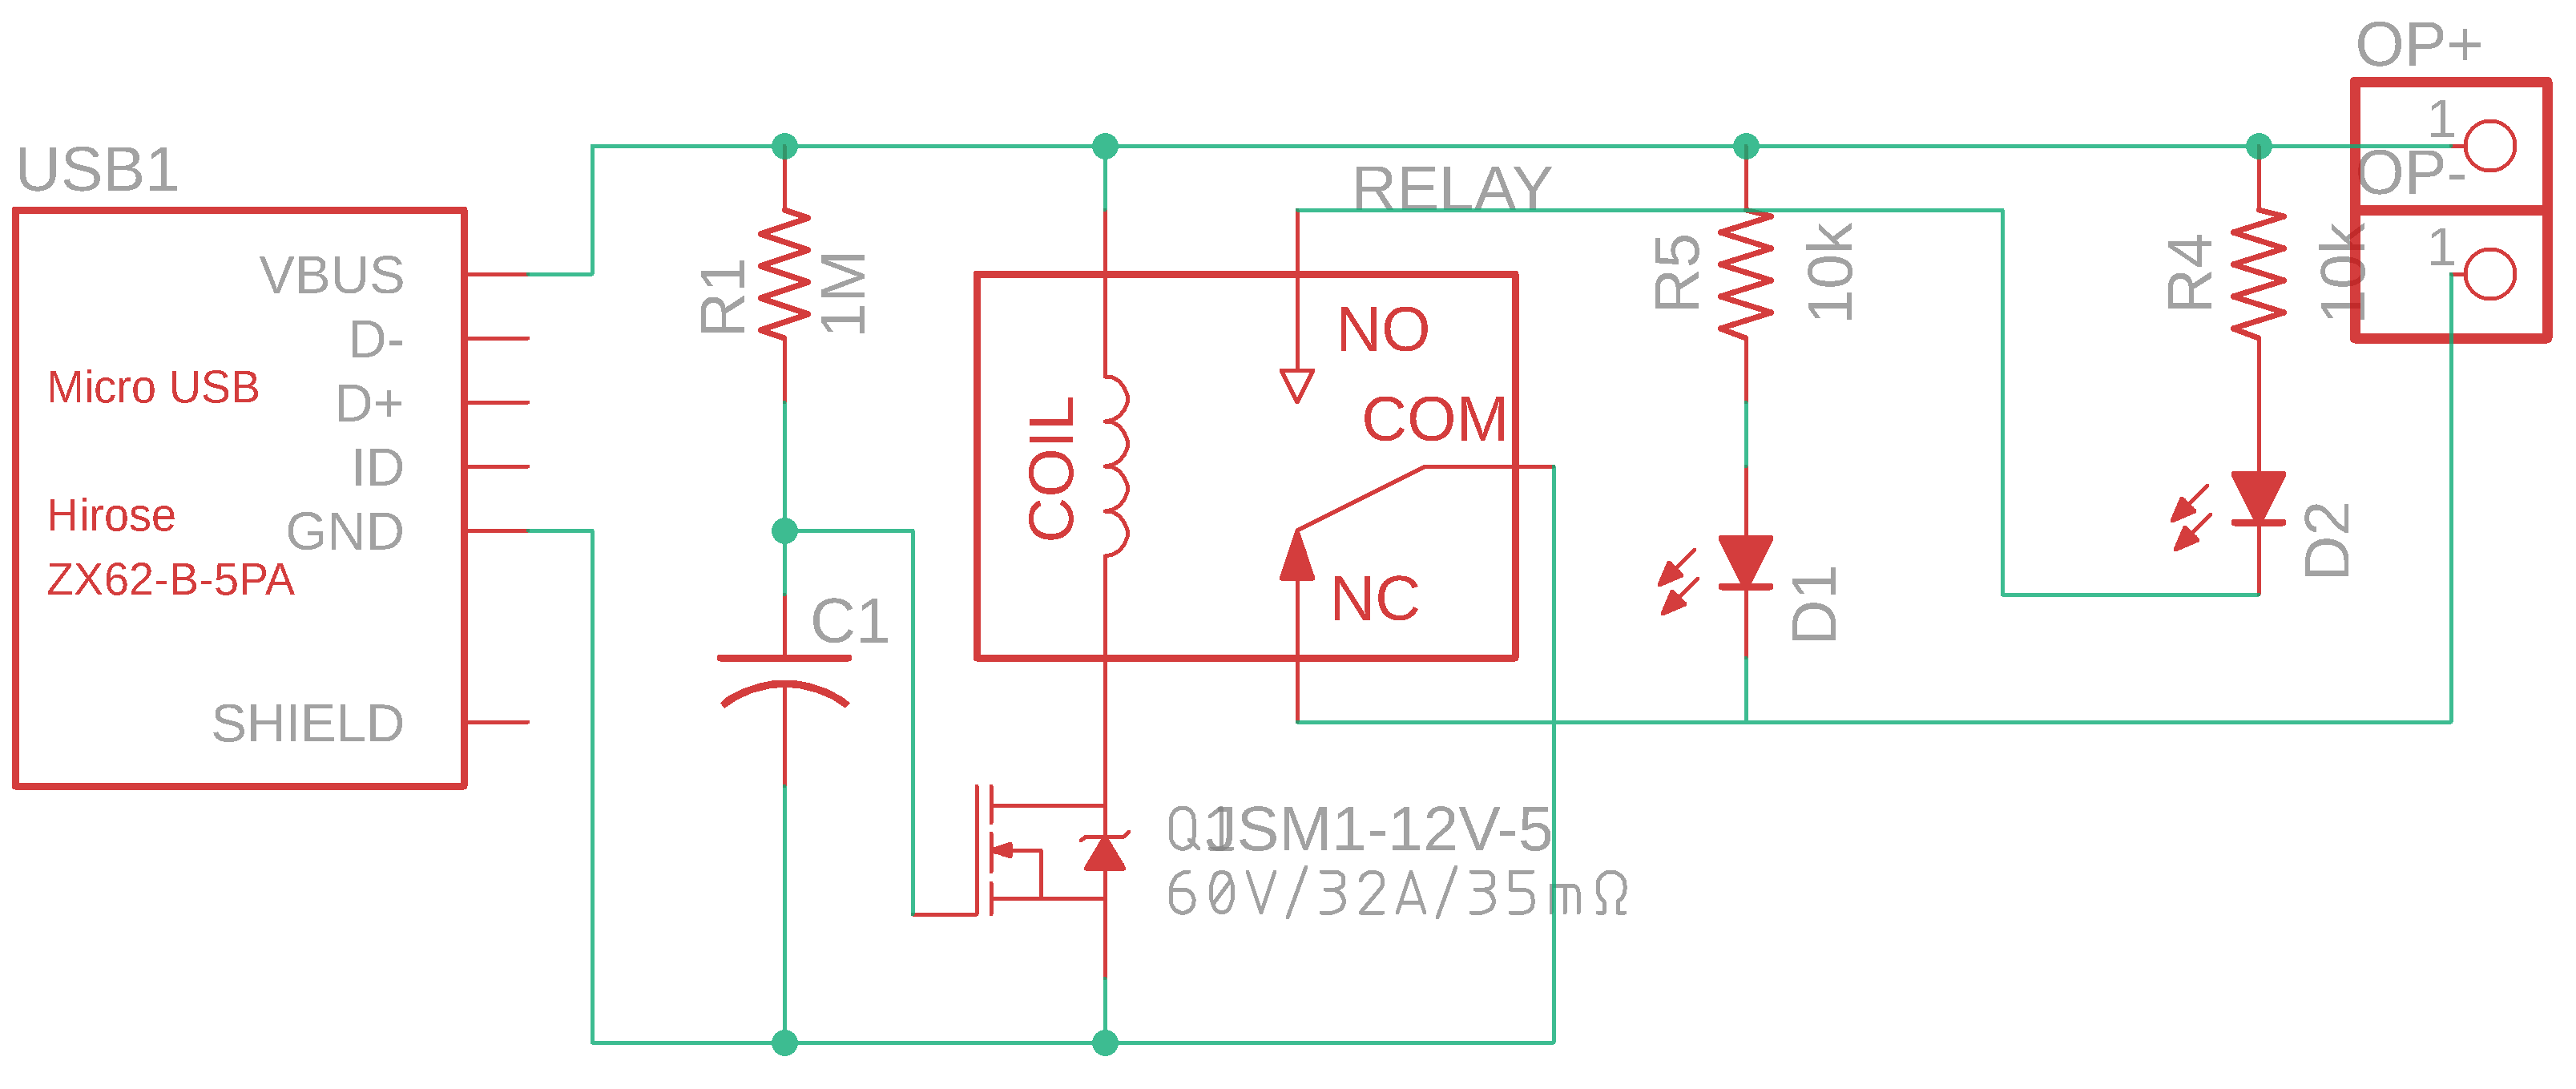 OP+
1
OP-
1
USB1
VBUS
D-
Micro USB
D+
ID
Hirose
GND
ZX62-B-5PA
SHIELD
R1
1M
C1
RELAY
COIL
NO
COM
NC
R5
10k
D1
R4
10k
D2
Q1
JSM1-12V-5
60V/32A/35mΩ